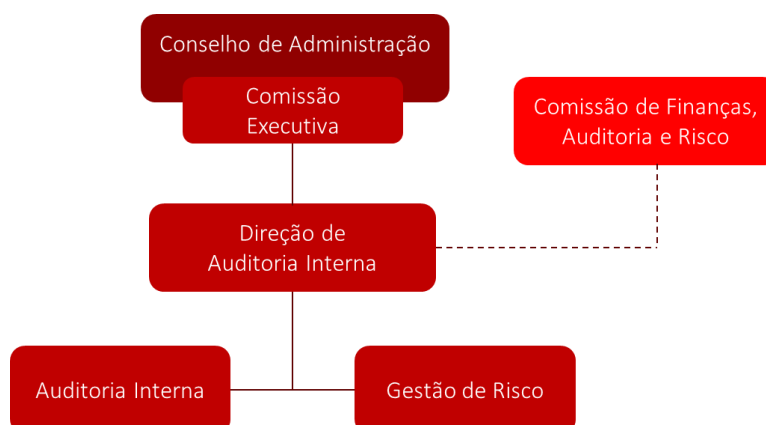 Conselho de Administração
Comissão
Executiva
Comissão de Finanças,
Auditoria e Risco
Direção de
Auditoria Interna
Auditoria Interna
Gestão de Risco